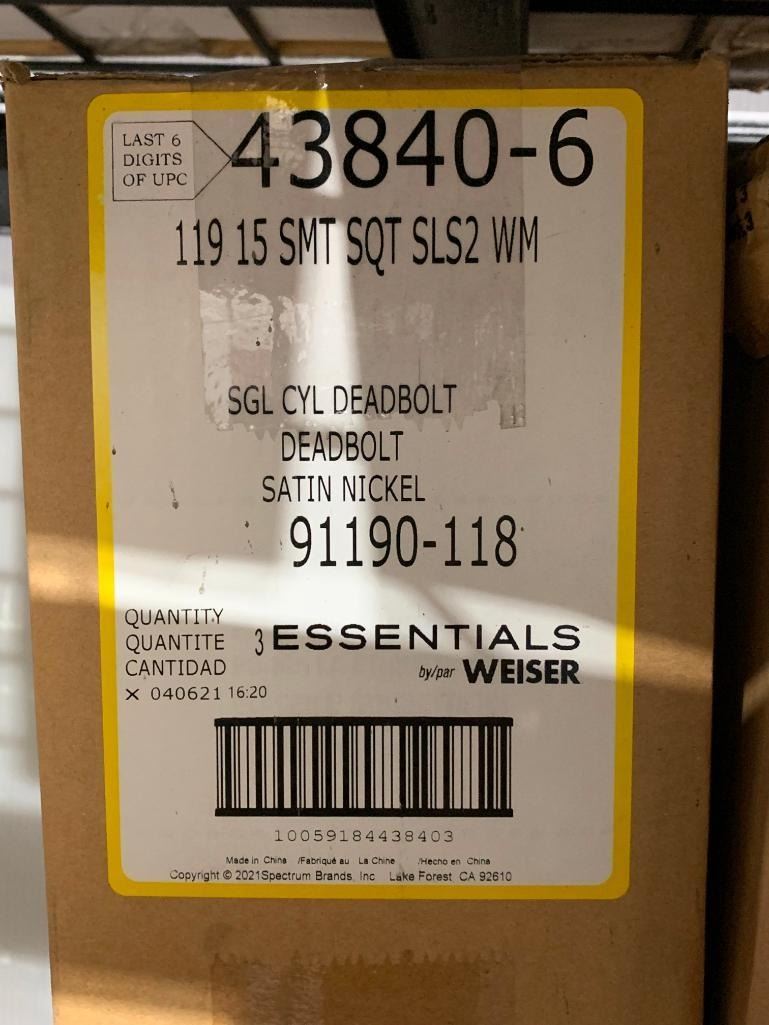 LAST 6
DIGITS
OF UPC
43840-6
119 15 SMT SQT SLS2 WM
SGL CYL DEADBOLT
DEADBOLT
SATIN NICKEL
91190-118
QUANTITY
QUANTITE
CANTIDAD
3
ESSENTIALS
by/par WEISER
X 040621 16:20
10059184438403
Made in China /Fabriqué au La Chine /Hecho en China
Copyright © 2021 Spectrum Brands, Inc Lake Forest, CA 92610